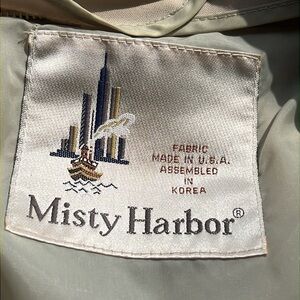 FABRIC
MADE IN U.S.A.
ASSEMBLED
IN
KOREA
Misty Harbor®